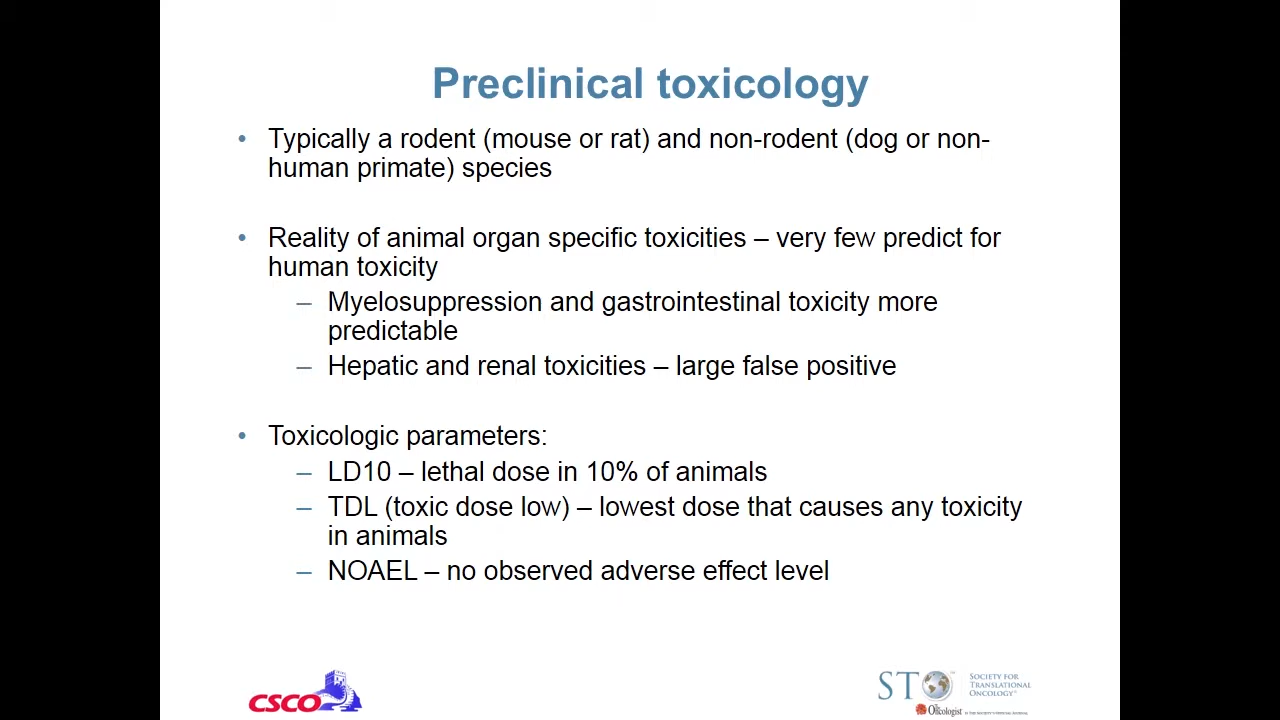 Preclinical toxicology
• Typically a rodent (mouse or rat) and non-rodent (dog or non-
human primate) species
• Reality of animal organ specific toxicities – very few predict for
human toxicity
– Myelosuppression and gastrointestinal toxicity more
predictable
– Hepatic and renal toxicities – large false positive
• Toxicologic parameters:
– LD10 – lethal dose in 10% of animals
– TDL (toxic dose low) – lowest dose that causes any toxicity
in animals
– NOAEL – no observed adverse effect level
CSCO
STO
SOCIETY FOR
TRANSLATIONAL
ONCOLOGY
The Oncologist